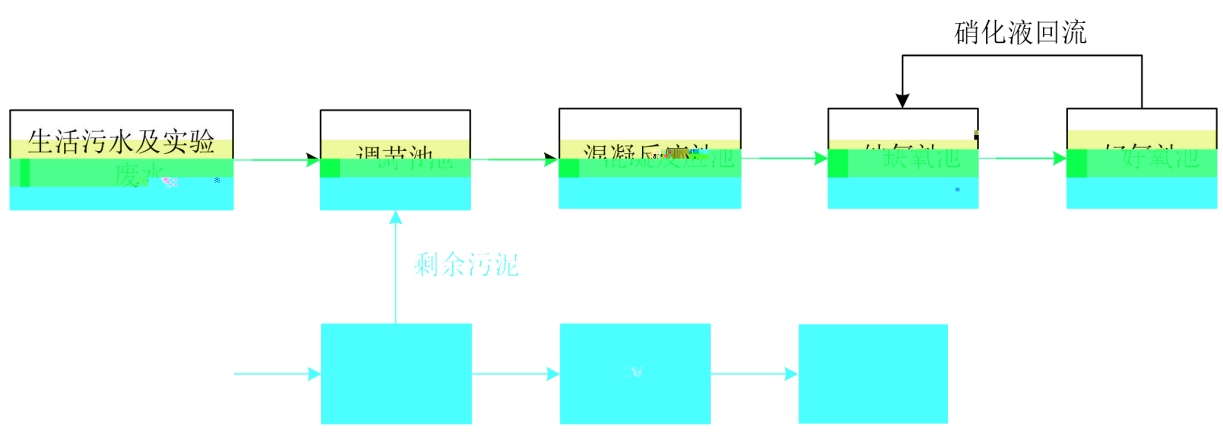 硝化液回流
生活污水及实验
废水
调节池
混凝反应池
缺氧池
好氧池
剩余污泥